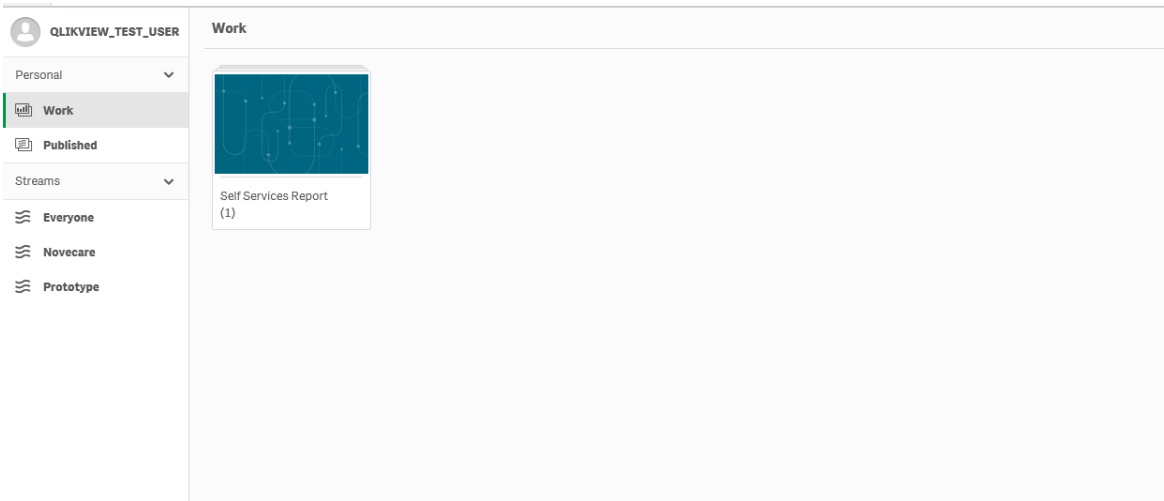 QLIKVIEW_TEST_USER
Personal
Work
Published
Streams
Everyone
Novecare
Prototype
Work
Self Services Report
(1)